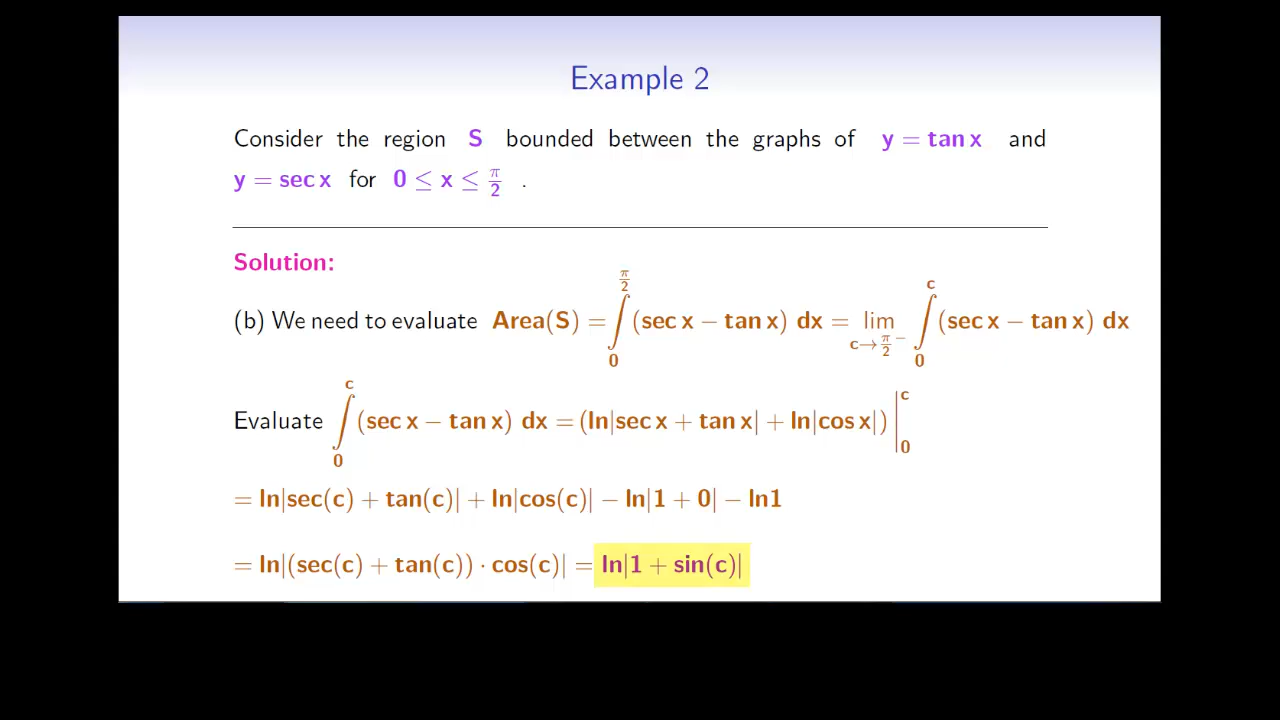 Example 2
Consider the region S bounded between the graphs of y = tan x and
y = sec x for 0 ≤ x ≤ π/2 .
Solution:
(b) We need to evaluate Area(S) = ∫₀^{π/2} (sec x − tan x) dx = lim_{c→π/2⁻} ∫₀^c (sec x − tan x) dx
Evaluate ∫₀^c (sec x − tan x) dx = (ln|sec x + tan x| + ln|cos x|) |₀^c
= ln|sec(c) + tan(c)| + ln|cos(c)| − ln|1 + 0| − ln1
= ln|(sec(c) + tan(c)) · cos(c)| = ln|1 + sin(c)|